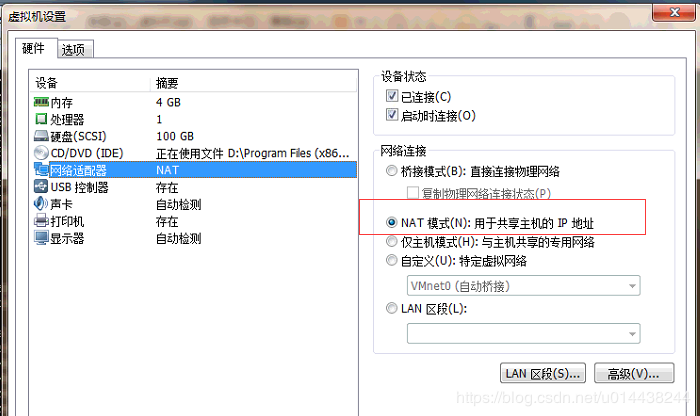 虚拟机设置
硬件 选项
设备 摘要
内存 4 GB
处理器 1
硬盘(SCSI) 100 GB
CD/DVD (IDE) 正在使用文件 D:\Program Files (x86...
网络适配器 NAT
USB 控制器 存在
声卡 自动检测
打印机 存在
显示器 自动检测
设备状态
已连接(C)
启动时连接(O)
网络连接
桥接模式(B): 直接连接物理网络
复制物理网络连接状态(P)
NAT 模式(N): 用于共享主机的 IP 地址
仅主机模式(H): 与主机共享的专用网络
自定义(U): 特定虚拟网络
VMnet0 (自动桥接)
LAN 区段(L):
LAN 区段(S)... 高级(V)...
https://blog.csdn.net/u014438244